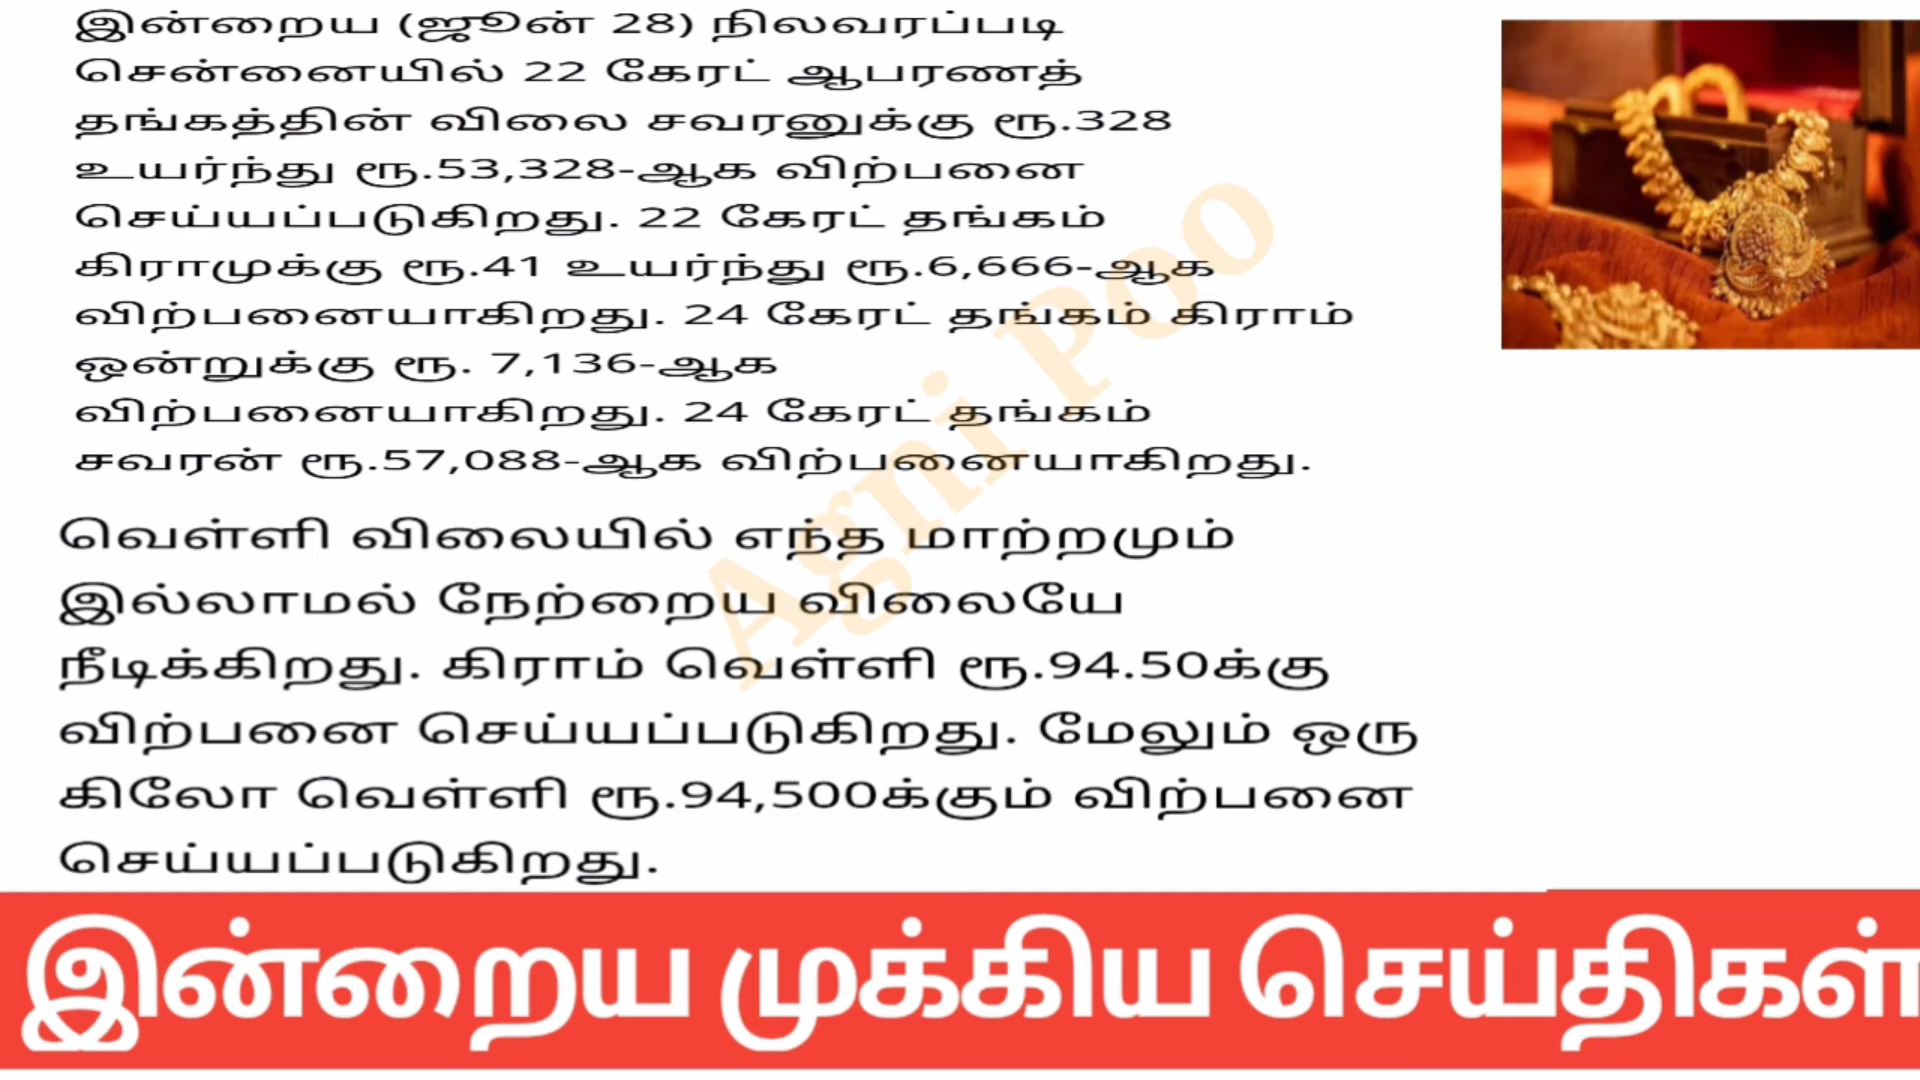 இன்றைய (ஜூன் 28) நிலவரப்படி
சென்னையில் 22 கேரட் ஆபரணத்
தங்கத்தின் விலை சவரனுக்கு ரூ.328
உயர்ந்து ரூ.53,328-ஆக விற்பனை
செய்யப்படுகிறது. 22 கேரட் தங்கம்
கிராமுக்கு ரூ.41 உயர்ந்து ரூ.6,666-ஆக
விற்பனையாகிறது. 24 கேரட் தங்கம் கிராம்
ஒன்றுக்கு ரூ. 7,136-ஆக
விற்பனையாகிறது. 24 கேரட் தங்கம்
சவரன் ரூ.57,088-ஆக விற்பனையாகிறது.
வெள்ளி விலையில் எந்த மாற்றமும்
இல்லாமல் நேற்றைய விலையே
நீடிக்கிறது. கிராம் வெள்ளி ரூ.94.50க்கு
விற்பனை செய்யப்படுகிறது. மேலும் ஒரு
கிலோ வெள்ளி ரூ.94,500க்கும் விற்பனை
செய்யப்படுகிறது.
Agni Poo
இன்றைய முக்கிய செய்திகள்